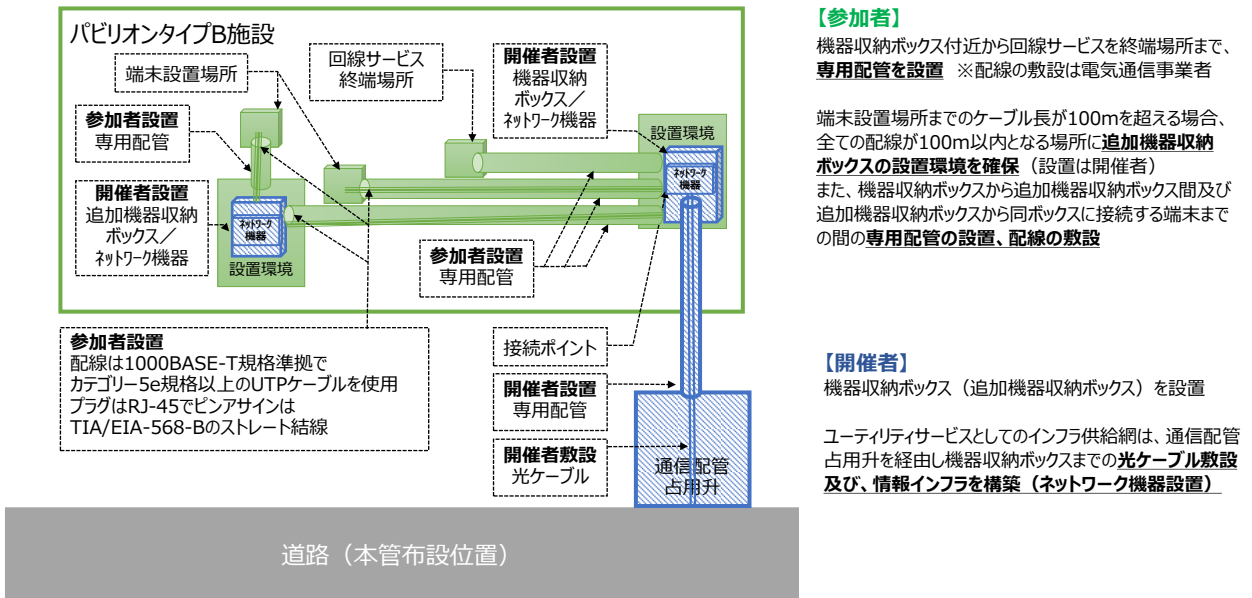 パビリオンタイプB施設
端末設置場所
回線サービス
終端場所
開催者設置
機器収納
ボックス／
ネットワーク機器
設置環境
参加者設置
専用配管
ネットワーク
機器
開催者設置
追加機器収納
ボックス／
ネットワーク機器
ネットワーク
機器
設置環境
参加者設置
専用配管
参加者設置
配線は1000BASE-T規格準拠で
カテゴリー5e規格以上のUTPケーブルを使用
プラグはRJ-45でピンアサインは
TIA/EIA-568-Bのストレート結線
接続ポイント
開催者設置
専用配管
開催者敷設
光ケーブル
通信配管
占用升
道路（本管布設位置）
【参加者】
機器収納ボックス付近から回線サービスを終端場所まで、
専用配管を設置　※配線の敷設は電気通信事業者
端末設置場所までのケーブル長が100mを超える場合、
全ての配線が100m以内となる場所に追加機器収納
ボックスの設置環境を確保（設置は開催者）
また、機器収納ボックスから追加機器収納ボックス間及び
追加機器収納ボックスから同ボックスに接続する端末まで
の間の専用配管の設置、配線の敷設
【開催者】
機器収納ボックス（追加機器収納ボックス）を設置
ユーティリティサービスとしてのインフラ供給網は、通信配管
占用升を経由し機器収納ボックスまでの光ケーブル敷設
及び、情報インフラを構築（ネットワーク機器設置）